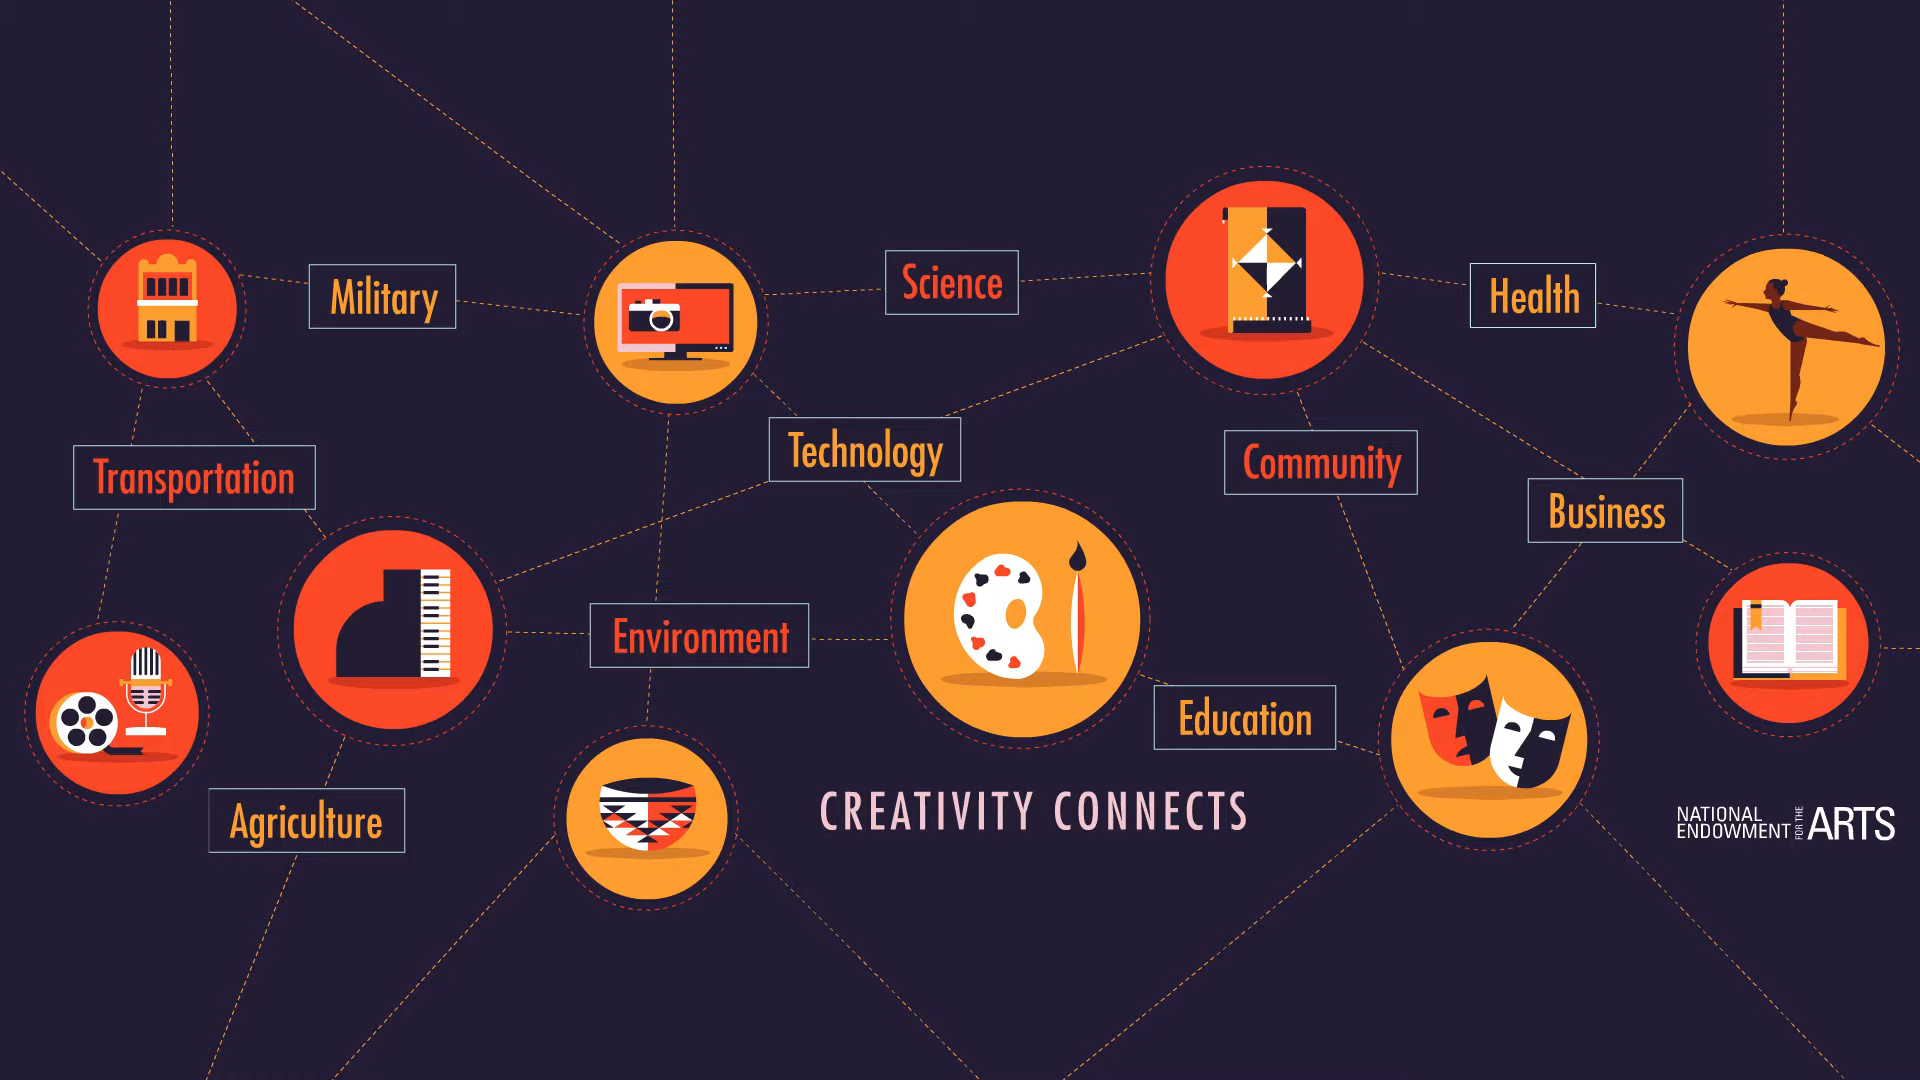 Military
Science
Health
Transportation
Technology
Community
Business
Environment
Education
Agriculture
CREATIVITY CONNECTS
NATIONAL
ENDOWMENT FOR THE ARTS